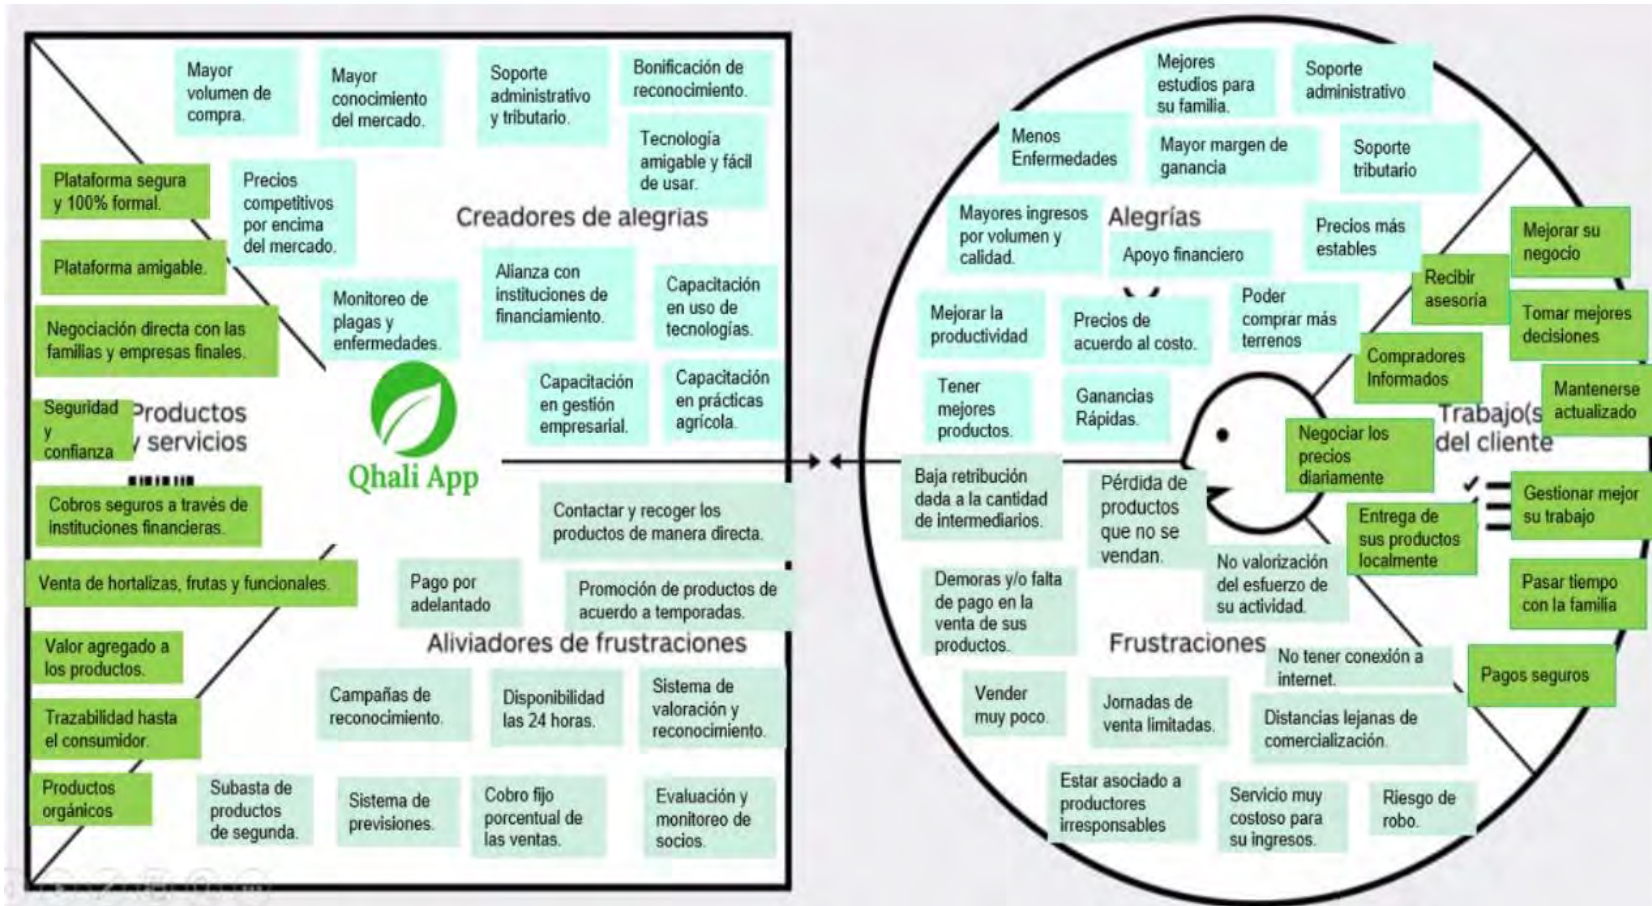 Mayor
volumen de
compra.
Mayor
conocimiento
del mercado.
Soporte
administrativo
y tributario.
Bonificación de
reconocimiento.
Tecnología
amigable y fácil
de usar.
Plataforma segura
y 100% formal.
Precios
competitivos
por encima
del mercado.
Creadores de alegrías
Plataforma amigable.
Alianza con
instituciones de
financiamiento.
Capacitación
en uso de
tecnologías.
Monitoreo de
plagas y
enfermedades.
Negociación directa con las
familias y empresas finales.
Capacitación
en gestión
empresarial.
Capacitación
en prácticas
agrícola.
Seguridad
y
confianza
Productos
y servicios
Qhali App
Cobros seguros a través de
instituciones financieras.
Contactar y recoger los
productos de manera directa.
Venta de hortalizas, frutas y funcionales.
Pago por
adelantado
Promoción de productos de
acuerdo a temporadas.
Valor agregado a
los productos.
Aliviadores de frustraciones
Campañas de
reconocimiento.
Disponibilidad
las 24 horas.
Sistema de
valoración y
reconocimiento.
Trazabilidad hasta
el consumidor.
Productos
orgánicos
Subasta de
productos
de segunda.
Sistema de
previsiones.
Cobro fijo
porcentual de
las ventas.
Evaluación y
monitoreo de
socios.
Mejores
estudios para
su familia.
Soporte
administrativo
Menos
Enfermedades
Mayor margen de
ganancia
Soporte
tributario
Mayores ingresos
por volumen y
calidad.
Alegrías
Apoyo financiero
Precios más
estables
Mejorar la
productividad
Precios de
acuerdo al costo.
Poder
comprar más
terrenos
Tener
mejores
productos.
Ganancias
Rápidas.
Mejorar su
negocio
Recibir
asesoría
Tomar mejores
decisiones
Compradores
Informados
Mantenerse
actualizado
Trabajo(s
del cliente
Negociar los
precios
diariamente
Gestionar mejor
su trabajo
Entrega de
sus productos
localmente
Pasar tiempo
con la familia
Pagos seguros
Baja retribución
dada a la cantidad
de intermediarios.
Pérdida de
productos
que no se
vendan.
No valorización
del esfuerzo de
su actividad.
Demoras y/o falta
de pago en la
venta de sus
productos.
Frustraciones
No tener conexión a
internet.
Vender
muy poco.
Jornadas de
venta limitadas.
Distancias lejanas de
comercialización.
Estar asociado a
productores
irresponsables
Servicio muy
costoso para
su ingresos.
Riesgo de
robo.